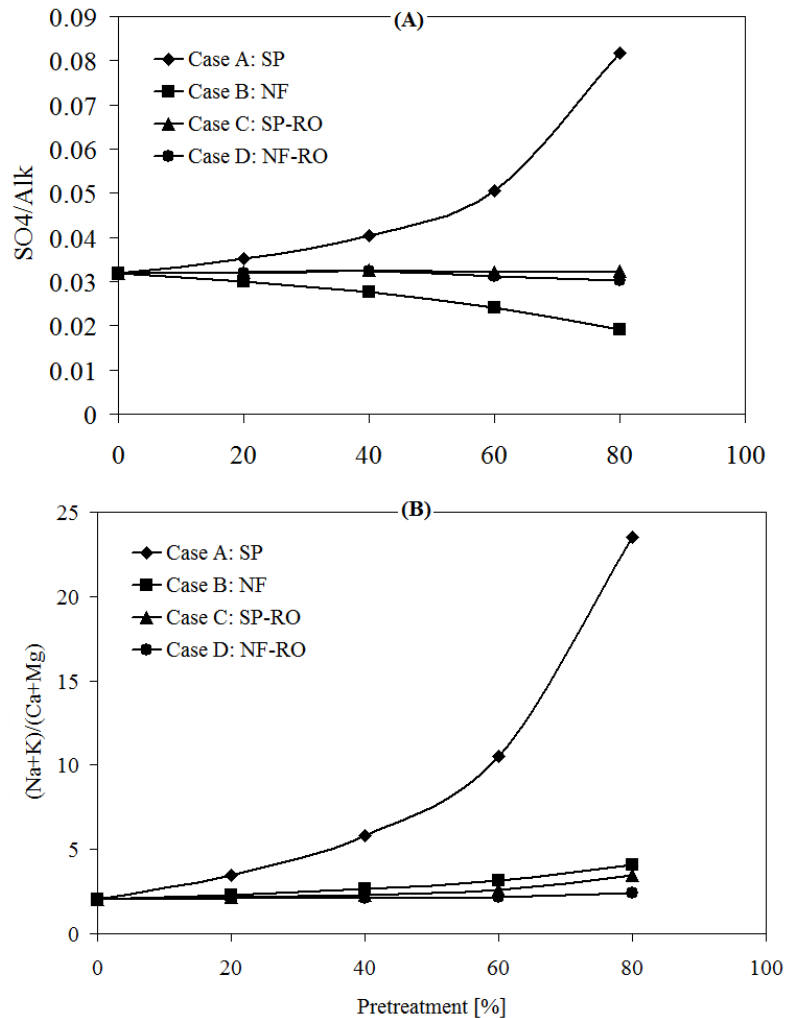 (A)
0.09
0.08
0.07
0.06
0.05
0.04
0.03
0.02
0.01
0
SO4/Alk
Case A: SP
Case B: NF
Case C: SP-RO
Case D: NF-RO
0 20 40 60 80 100
(B)
25
20
15
10
5
0
(Na+K)/(Ca+Mg)
Case A: SP
Case B: NF
Case C: SP-RO
Case D: NF-RO
0 20 40 60 80 100
Pretreatment [%]